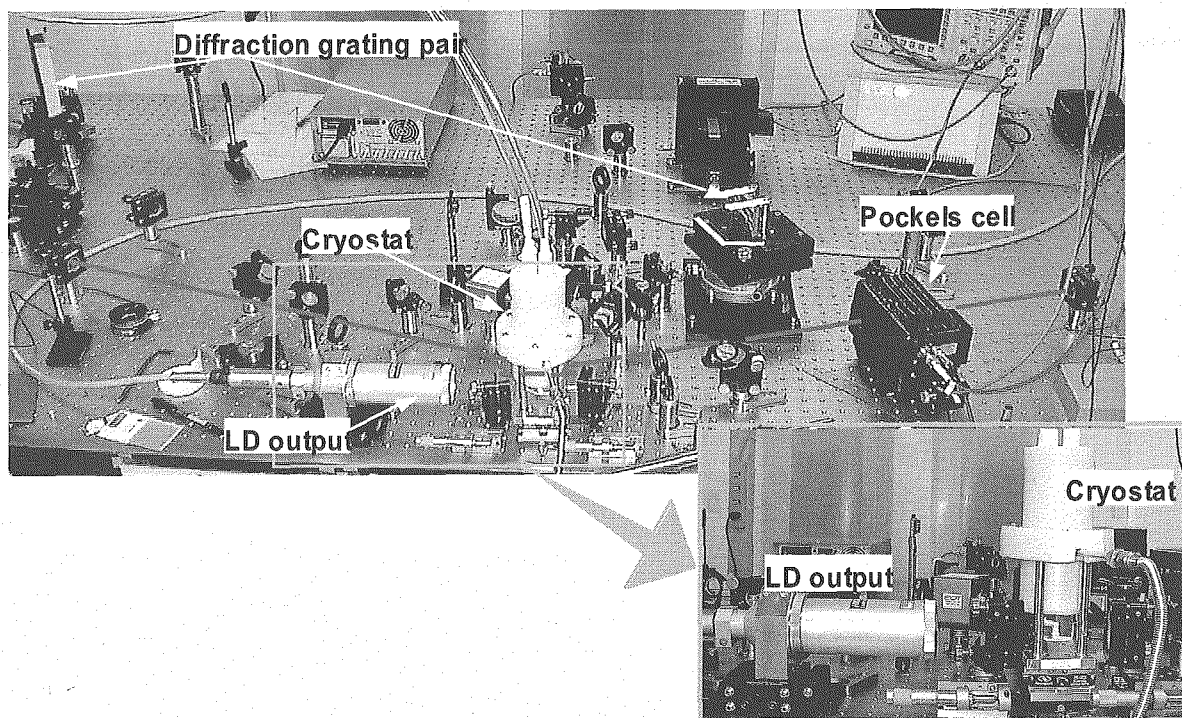 Diffraction grating pair
Pockels cell
Cryostat
LD output
Cryostat
LD output